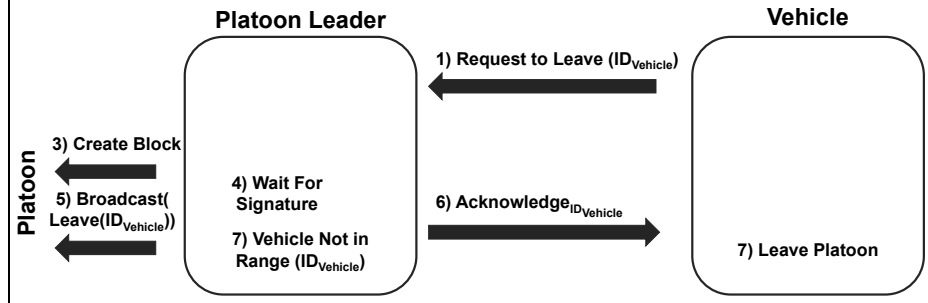 Platoon Leader
Vehicle
1) Request to Leave (ID_Vehicle)
3) Create Block
5) Broadcast(
Leave(ID_Vehicle))
Platoon
4) Wait For
Signature
7) Vehicle Not in
Range (ID_Vehicle)
6) Acknowledge_ID_Vehicle
7) Leave Platoon